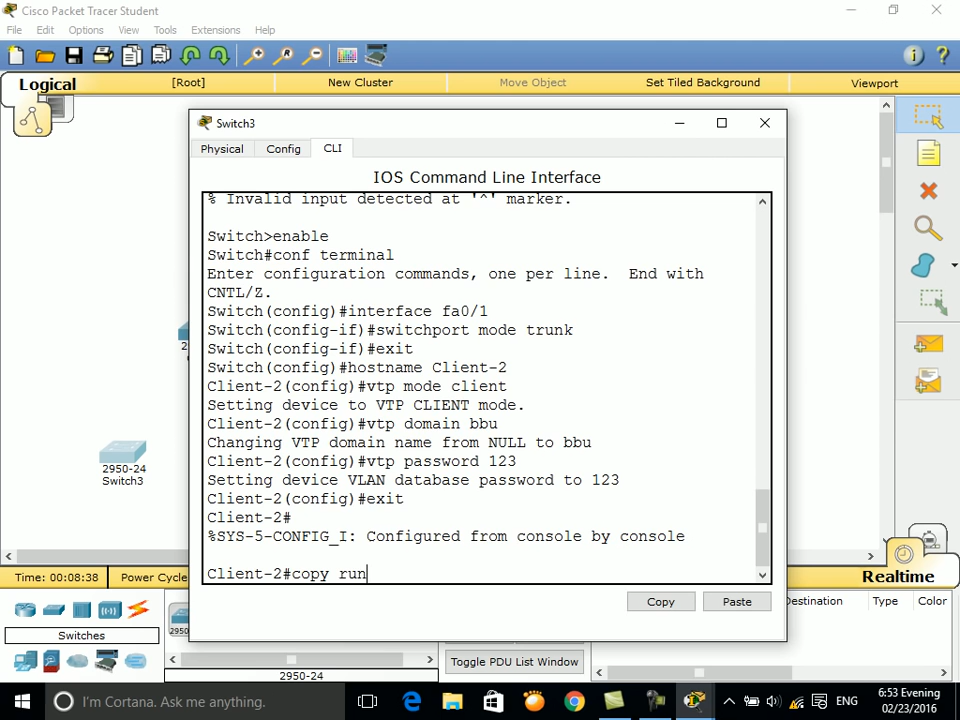 Cisco Packet Tracer Student
File Edit Options View Tools Extensions Help
Logical [Root] New Cluster Move Object Set Tiled Background Viewport
Switch3
Physical Config CLI
IOS Command Line Interface
% Invalid input detected at '^' marker.
Switch>enable
Switch#conf terminal
Enter configuration commands, one per line.  End with
CNTL/Z.
Switch(config)#interface fa0/1
Switch(config-if)#switchport mode trunk
Switch(config-if)#exit
Switch(config)#hostname Client-2
Client-2(config)#vtp mode client
Setting device to VTP CLIENT mode.
Client-2(config)#vtp domain bbu
Changing VTP domain name from NULL to bbu
Client-2(config)#vtp password 123
Setting device VLAN database password to 123
Client-2(config)#exit
Client-2#
%SYS-5-CONFIG_I: Configured from console by console
Client-2#copy run
Copy Paste
2950-24
Switch3
Time: 00:08:38 Power Cycle Realtime
Destination Type Color
Switches
2950
2950-24
Toggle PDU List Window
I'm Cortana. Ask me anything.
ENG
6:53 Evening
02/23/2016